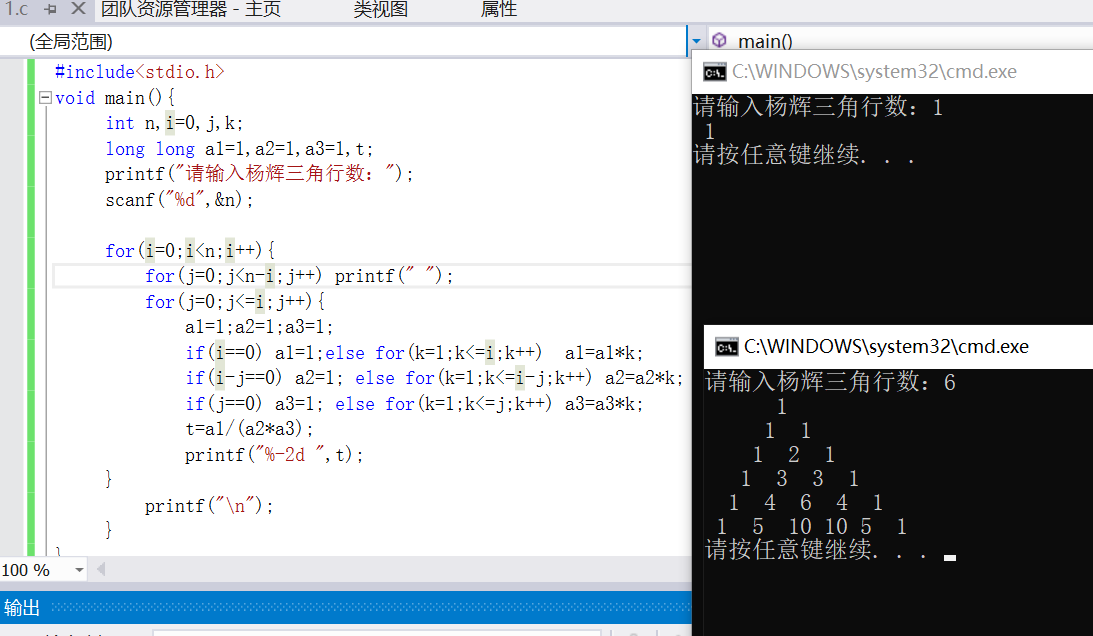 1.c 团队资源管理器 - 主页 类视图 属性
(全局范围) main()
#include<stdio.h>
void main(){
int n,i=0,j,k;
long long a1=1,a2=1,a3=1,t;
printf("请输入杨辉三角行数：");
scanf("%d",&n);
for(i=0;i<n;i++){
for(j=0;j<n-i;j++) printf(" ");
for(j=0;j<=i;j++){
a1=1;a2=1;a3=1;
if(i==0) a1=1;else for(k=1;k<=i;k++)  a1=a1*k;
if(i-j==0) a2=1; else for(k=1;k<=i-j;k++) a2=a2*k;
if(j==0) a3=1; else for(k=1;k<=j;k++) a3=a3*k;
t=a1/(a2*a3);
printf("%-2d ",t);
}
printf("\n");
}
100 %
输出
C:\WINDOWS\system32\cmd.exe
请输入杨辉三角行数：1
1
请按任意键继续. . .
C:\WINDOWS\system32\cmd.exe
请输入杨辉三角行数：6
1
1 1
1 2 1
1 3 3 1
1 4 6 4 1
1 5 10 10 5 1
请按任意键继续. . .